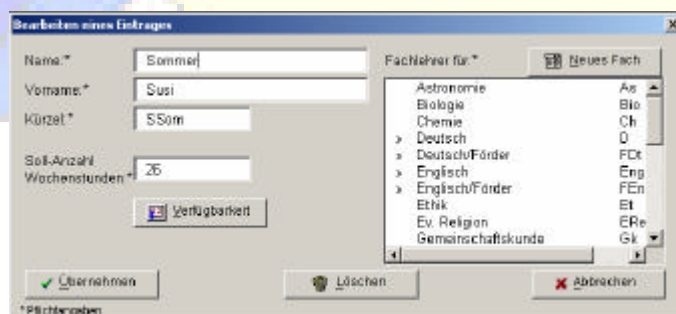 Bearbeiten eines Eintrages
Name:*
Sommer
Vorname:*
Susi
Kürzel:*
SSom
Soll-Anzahl
Wochenstunden:*
26
Verfügbarkeit
Fachlehrer für:*
Neues Fach
Astronomie As
Biologie Bio
Chemie Ch
» Deutsch D
» Deutsch/Förder FDt
» Englisch Eng
» Englisch/Förder FEn
Ethik Et
Ev. Religion ERe
Gemeinschaftskunde Gk
Übernehmen
Löschen
Abbrechen
*Pflichtangaben